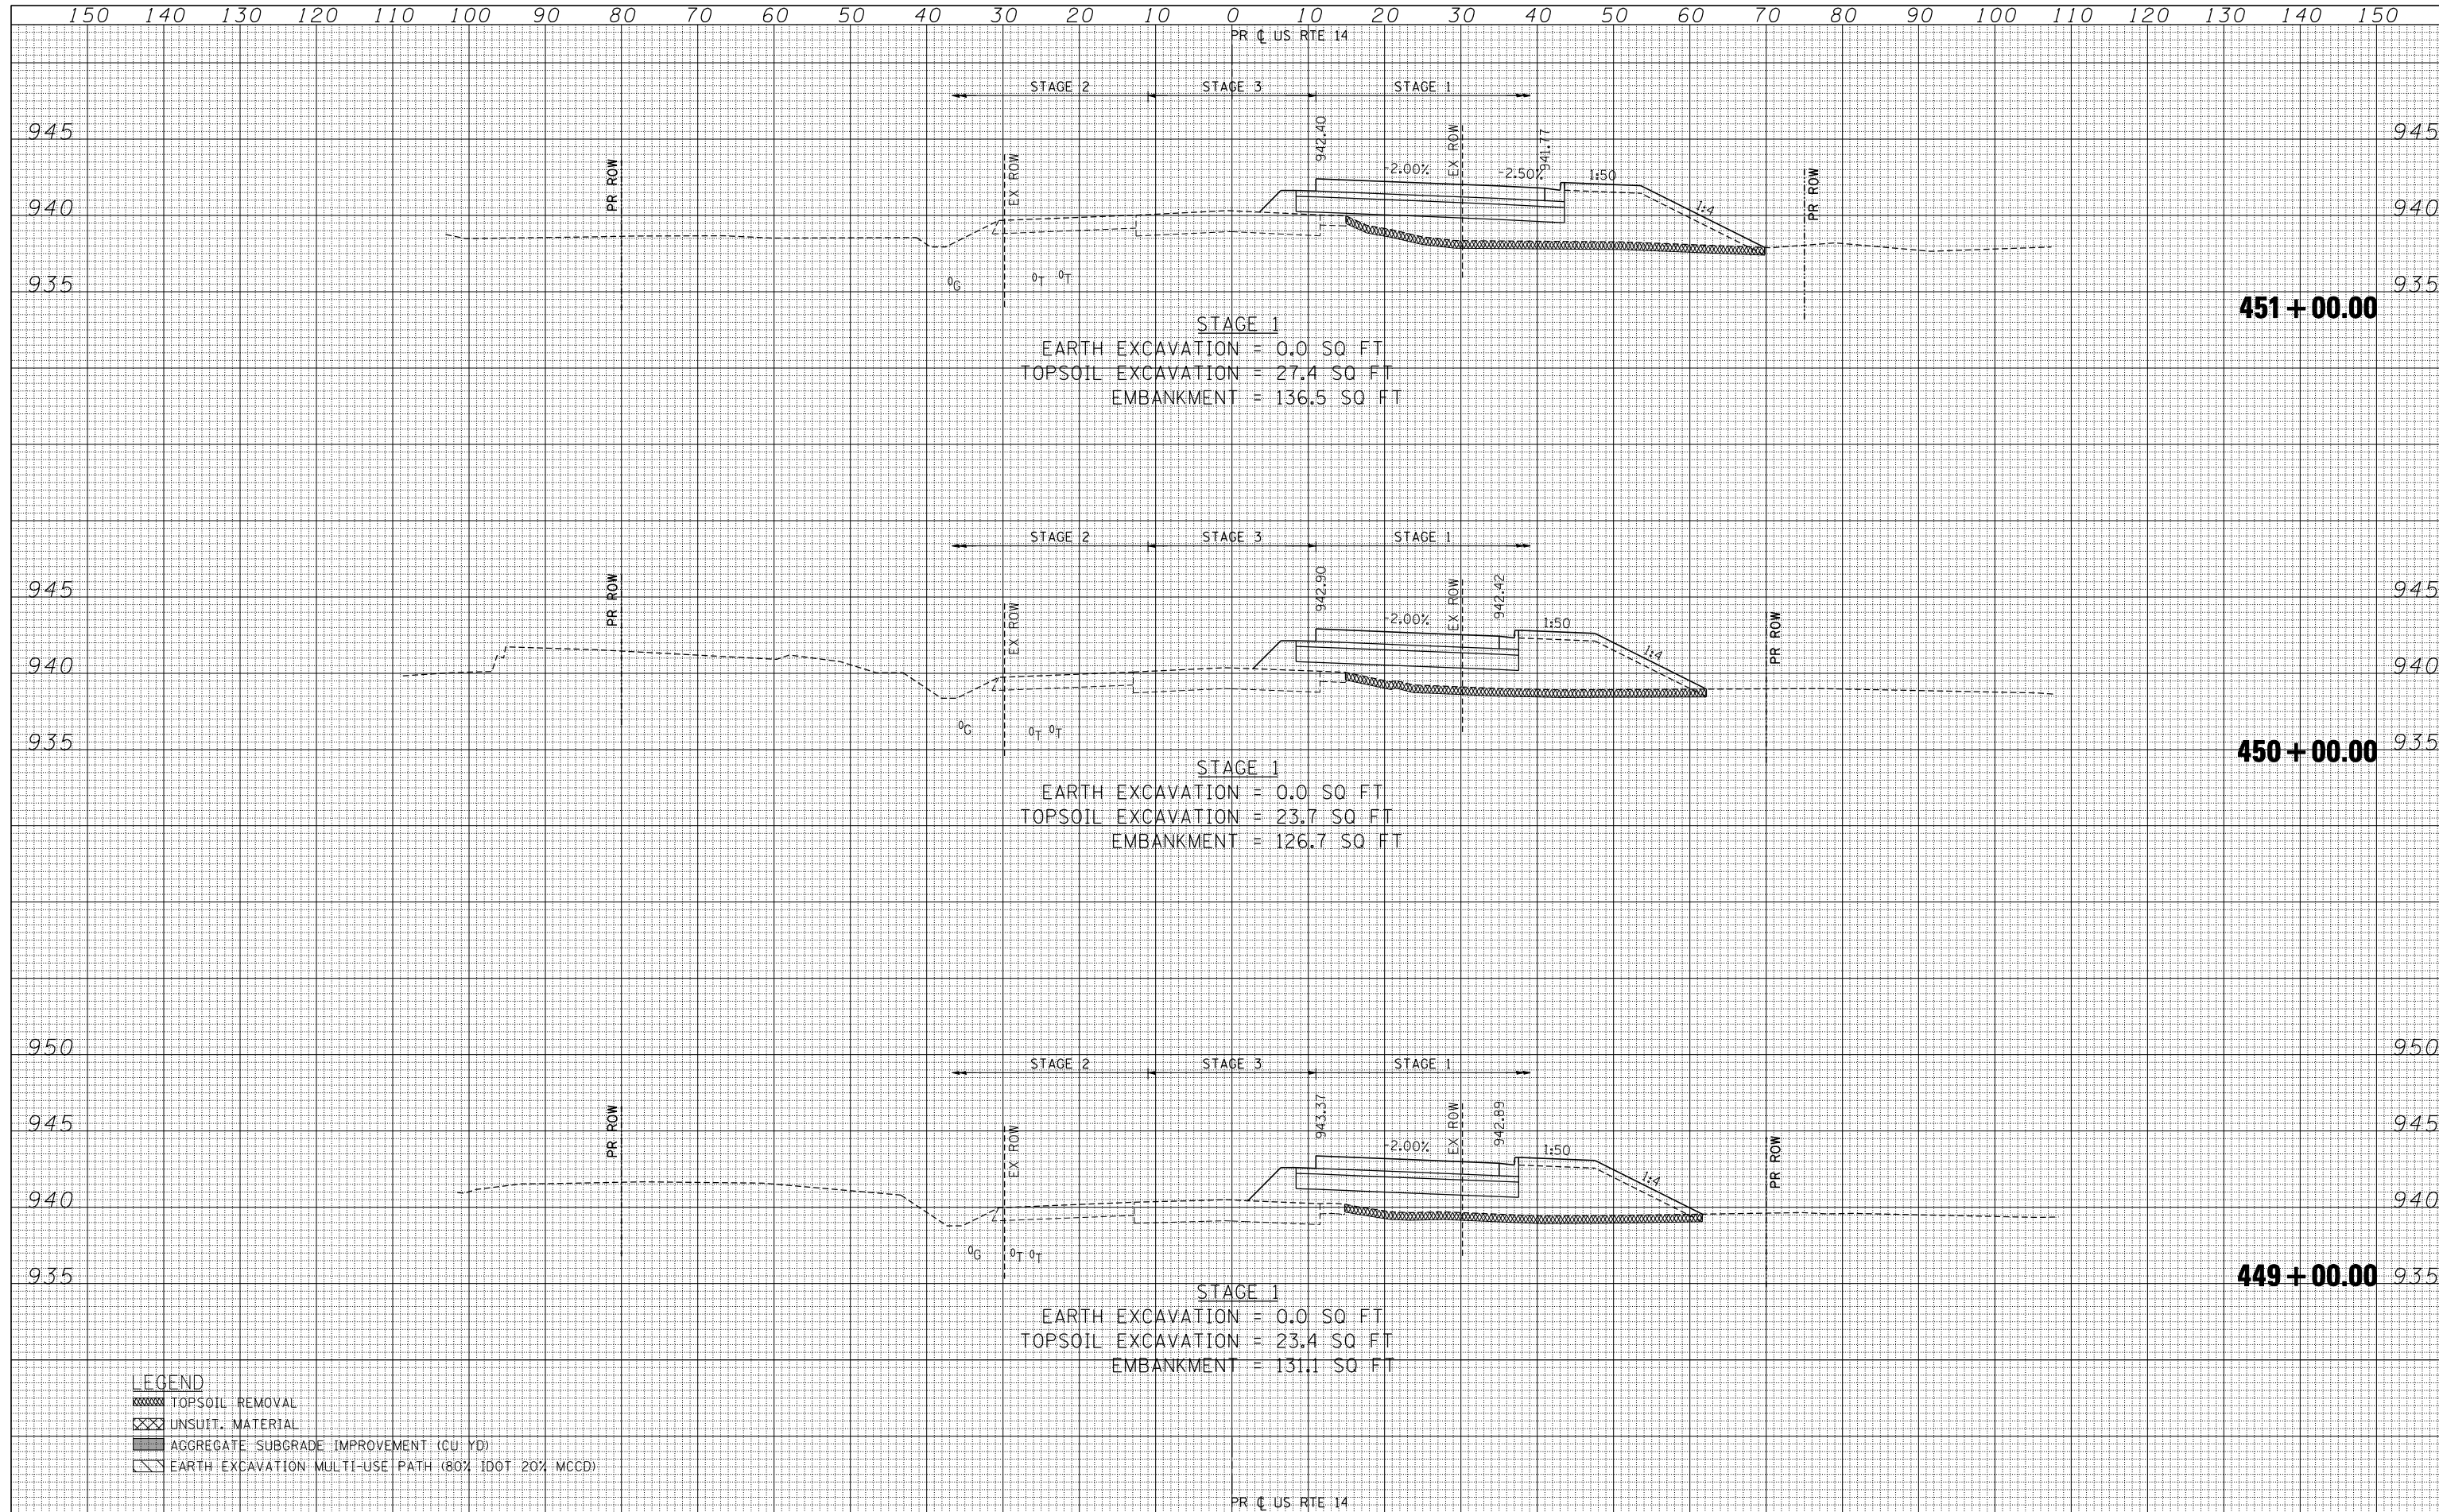 150 140 130 120 110 100 90 80 70 60 50 40 30 20 10 0 10 20 30 40 50 60 70 80 90 100 110 120 130 140 150
PR ℄ US RTE 14
STAGE 2 STAGE 3 STAGE 1
945 945
PR ROW
EX ROW
942.40
-2.00%
EX ROW
-2.50%
941.77
1:50
1:4
PR ROW
940 940
0G 0T 0T
935 935
451+00.00
STAGE 1
EARTH EXCAVATION = 0.0 SQ FT
TOPSOIL EXCAVATION = 27.4 SQ FT
EMBANKMENT = 136.5 SQ FT
STAGE 2 STAGE 3 STAGE 1
945 945
PR ROW
EX ROW
942.90
-2.00%
EX ROW
942.42
1:50
1:4
PR ROW
940 940
0G 0T 0T
935 935
450+00.00
STAGE 1
EARTH EXCAVATION = 0.0 SQ FT
TOPSOIL EXCAVATION = 23.7 SQ FT
EMBANKMENT = 126.7 SQ FT
950 950
STAGE 2 STAGE 3 STAGE 1
945 945
PR ROW
EX ROW
943.37
-2.00%
EX ROW
942.89
1:50
1:4
PR ROW
940 940
0G 0T 0T
935 935
449+00.00
STAGE 1
EARTH EXCAVATION = 0.0 SQ FT
TOPSOIL EXCAVATION = 23.4 SQ FT
EMBANKMENT = 131.1 SQ FT
LEGEND
TOPSOIL REMOVAL
UNSUIT. MATERIAL
AGGREGATE SUBGRADE IMPROVEMENT (CU YD)
EARTH EXCAVATION MULTI-USE PATH (80% IDOT 20% MCCD)
PR ℄ US RTE 14